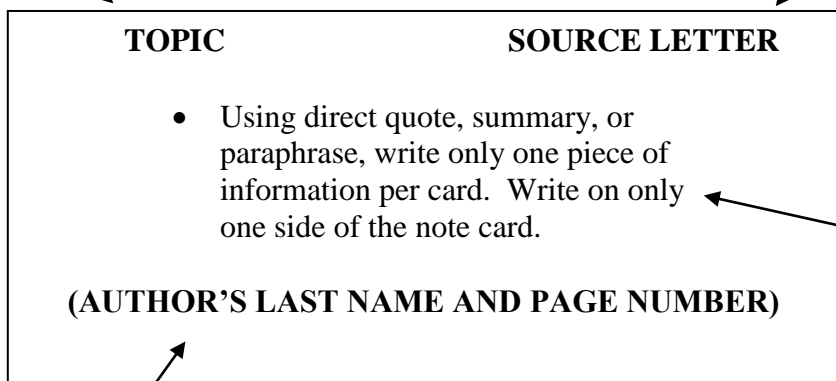 TOPIC SOURCE LETTER
• Using direct quote, summary, or
paraphrase, write only one piece of
information per card.  Write on only
one side of the note card.
(AUTHOR’S LAST NAME AND PAGE NUMBER)